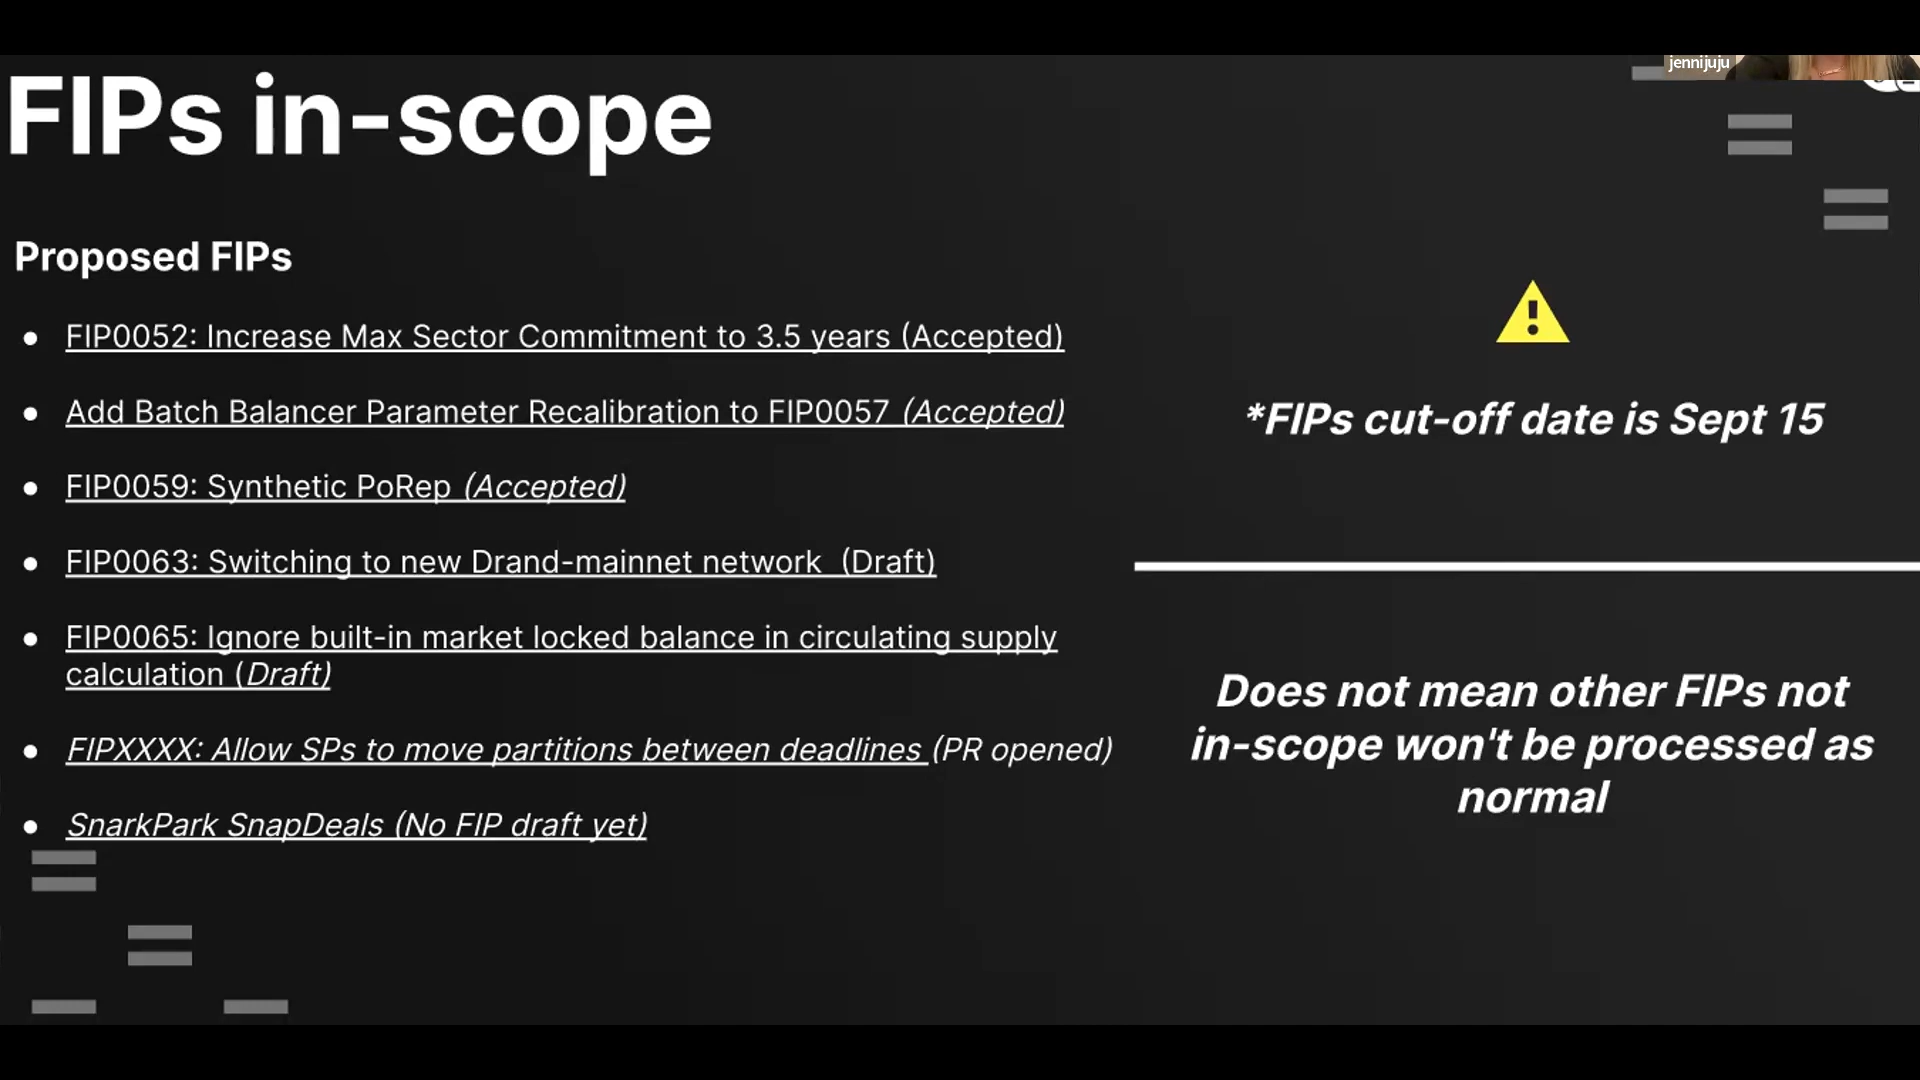 jennijuju
FIPs in-scope
Proposed FIPs
● FIP0052: Increase Max Sector Commitment to 3.5 years (Accepted)
● Add Batch Balancer Parameter Recalibration to FIP0057 (Accepted)
● FIP0059: Synthetic PoRep (Accepted)
● FIP0063: Switching to new Drand-mainnet network (Draft)
● FIP0065: Ignore built-in market locked balance in circulating supply
calculation (Draft)
● FIPXXXX: Allow SPs to move partitions between deadlines (PR opened)
● SnarkPark SnapDeals (No FIP draft yet)
*FIPs cut-off date is Sept 15
Does not mean other FIPs not
in-scope won't be processed as
normal